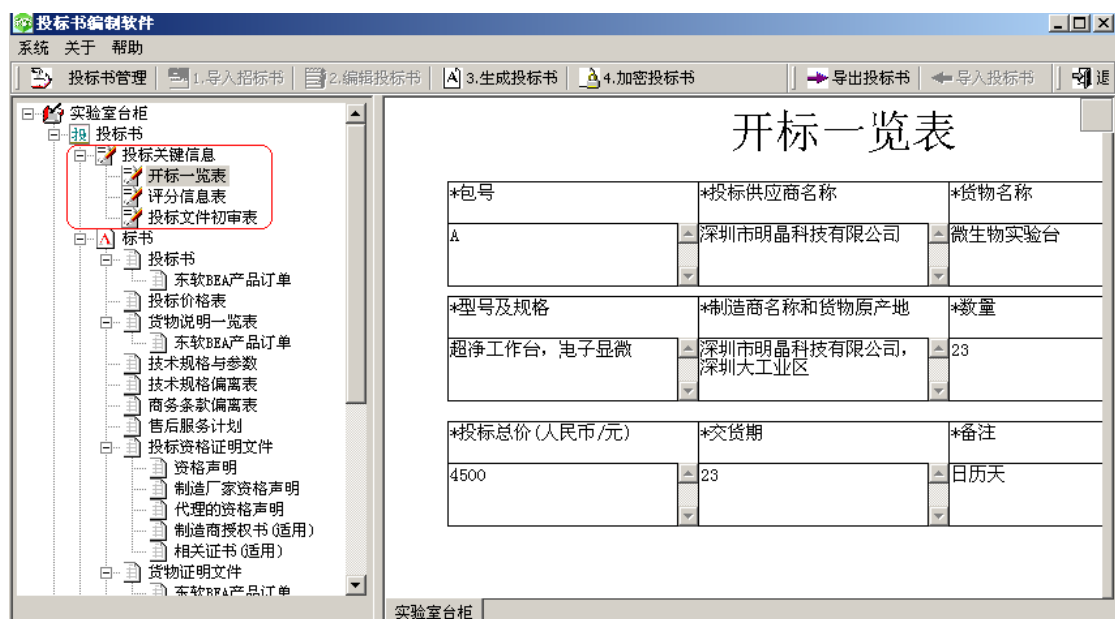 投标书编制软件
系统 关于 帮助
投标书管理 1.导入招标书 2.编辑投标书 3.生成投标书 4.加密投标书 导出投标书 导入投标书 退
实验室台柜
投标书
投标关键信息
开标一览表
评分信息表
投标文件初审表
标书
投标书
东软BEA产品订单
投标价格表
货物说明一览表
东软BEA产品订单
技术规格与参数
技术规格偏离表
商务条款偏离表
售后服务计划
投标资格证明文件
资格声明
制造厂家资格声明
代理的资格声明
制造商授权书(适用)
相关证书(适用)
货物证明文件
东软BEA产品订单
开标一览表
*包号 *投标供应商名称 *货物名称
A 深圳市明晶科技有限公司 微生物实验台
*型号及规格 *制造商名称和货物原产地 *数量
超净工作台，电子显微 深圳市明晶科技有限公司， 23
深圳大工业区
*投标总价(人民币/元) *交货期 *备注
4500 23 日历天
实验室台柜